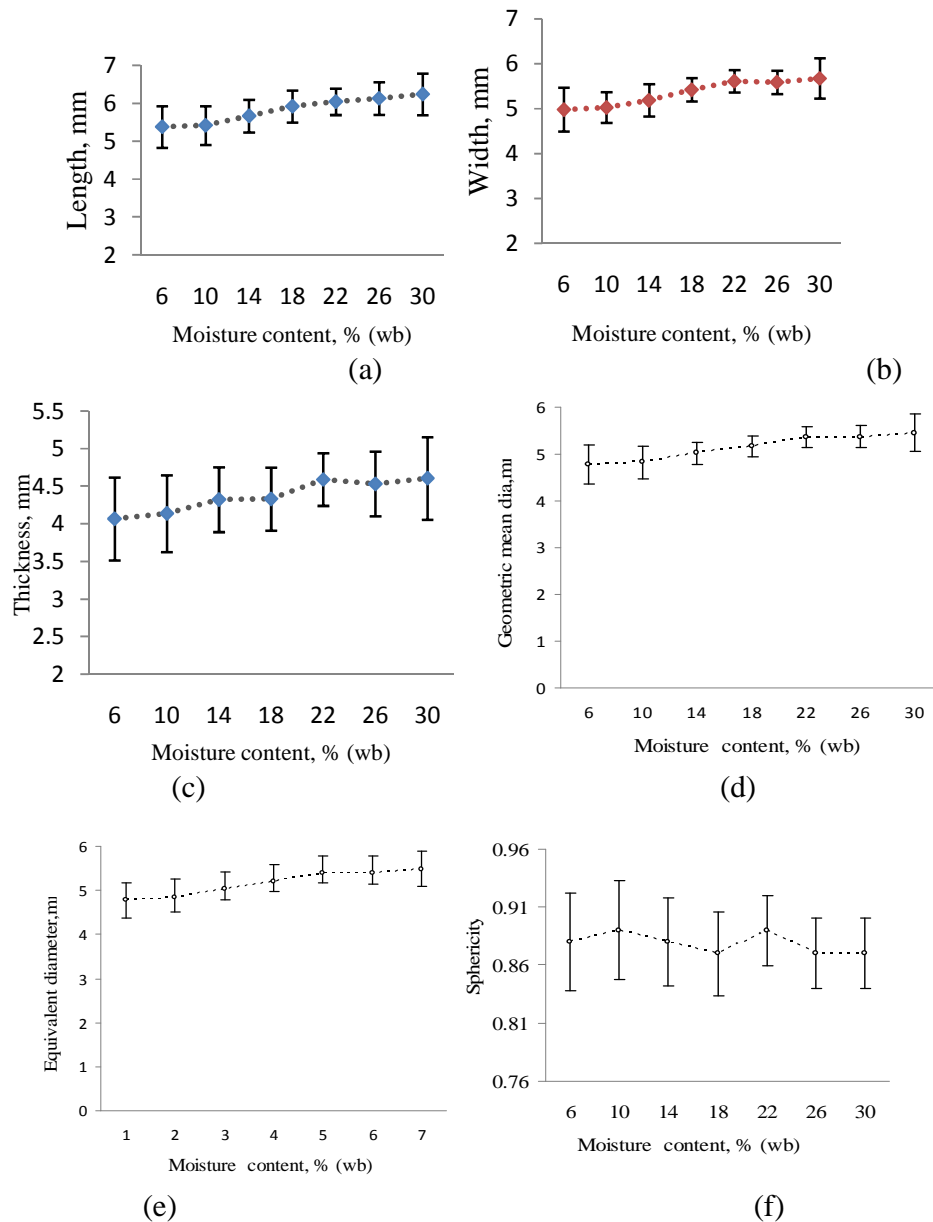 7
6
5
4
3
2
Length, mm
6 10 14 18 22 26 30
Moisture content, % (wb)
(a)
7
6
5
4
3
2
Width, mm
6 10 14 18 22 26 30
Moisture content, % (wb)
(b)
5.5
5
4.5
4
3.5
3
2.5
2
Thickness, mm
6 10 14 18 22 26 30
Moisture content, % (wb)
(c)
6
5
4
3
2
1
0
Geometric mean dia,
6 10 14 18 22 26 30
Moisture content, % (wb)
(d)
6
5
4
3
2
1
0
Equivalent diameter,
1 2 3 4 5 6 7
Moisture content, % (wb)
(e)
0.96
0.91
0.86
0.81
0.76
Sphericity
6 10 14 18 22 26 30
Moisture content, % (wb)
(f)